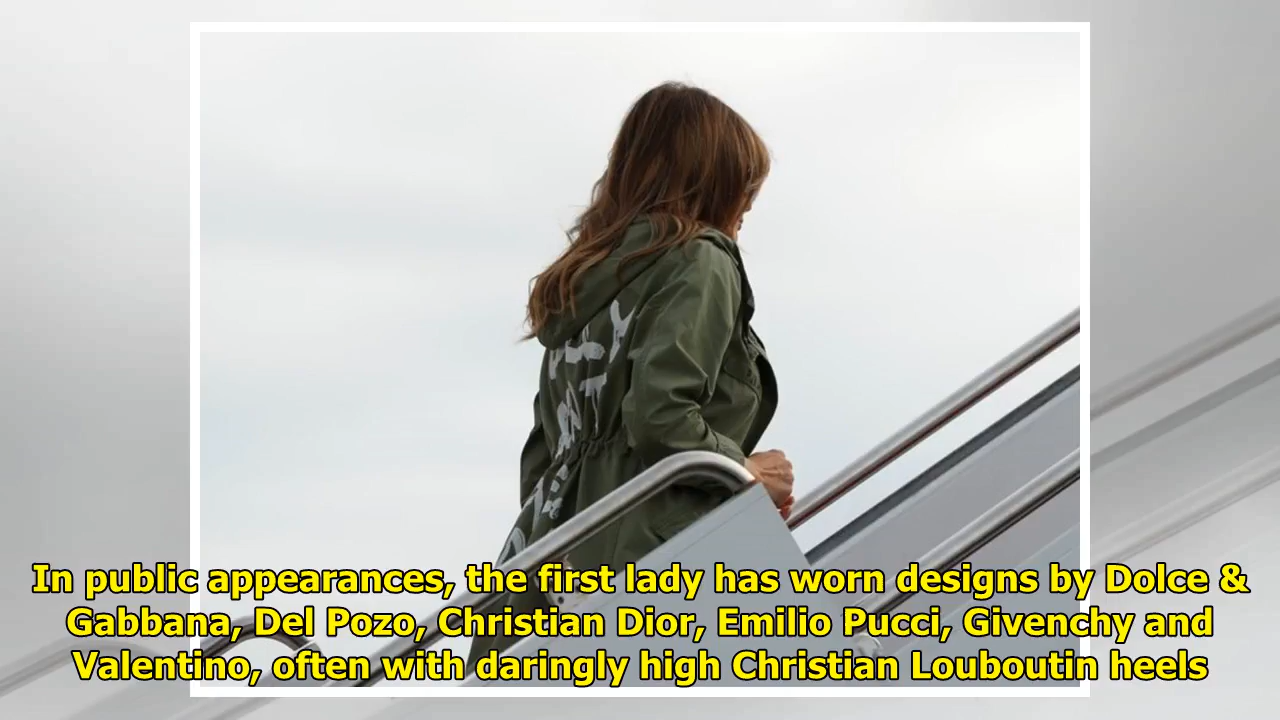 In public appearances, the first lady has worn designs by Dolce &
Gabbana, Del Pozo, Christian Dior, Emilio Pucci, Givenchy and
Valentino, often with daringly high Christian Louboutin heels